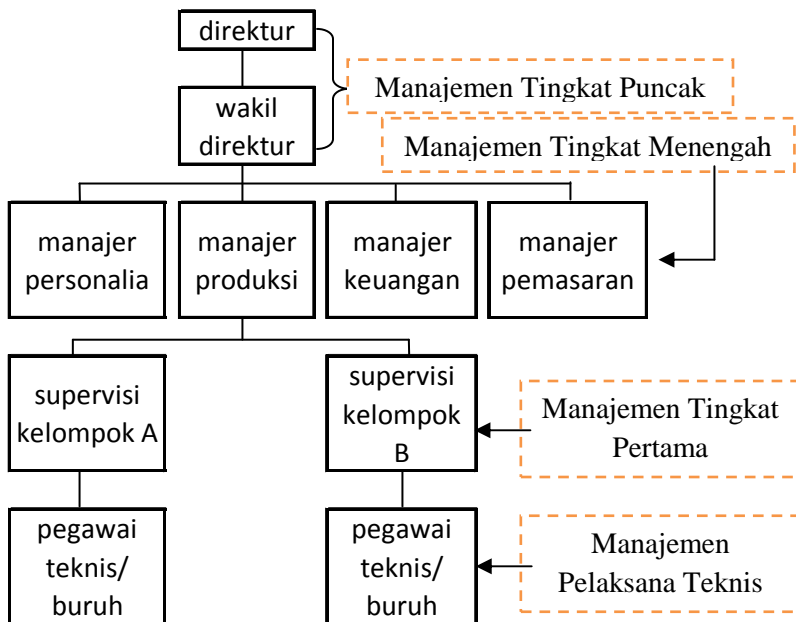 direktur
Manajemen Tingkat Puncak
wakil
direktur
Manajemen Tingkat Menengah
manajer
personalia
manajer
produksi
manajer
keuangan
manajer
pemasaran
supervisi
kelompok A
supervisi
kelompok
B
Manajemen Tingkat
Pertama
pegawai
teknis/
buruh
pegawai
teknis/
buruh
Manajemen
Pelaksana Teknis